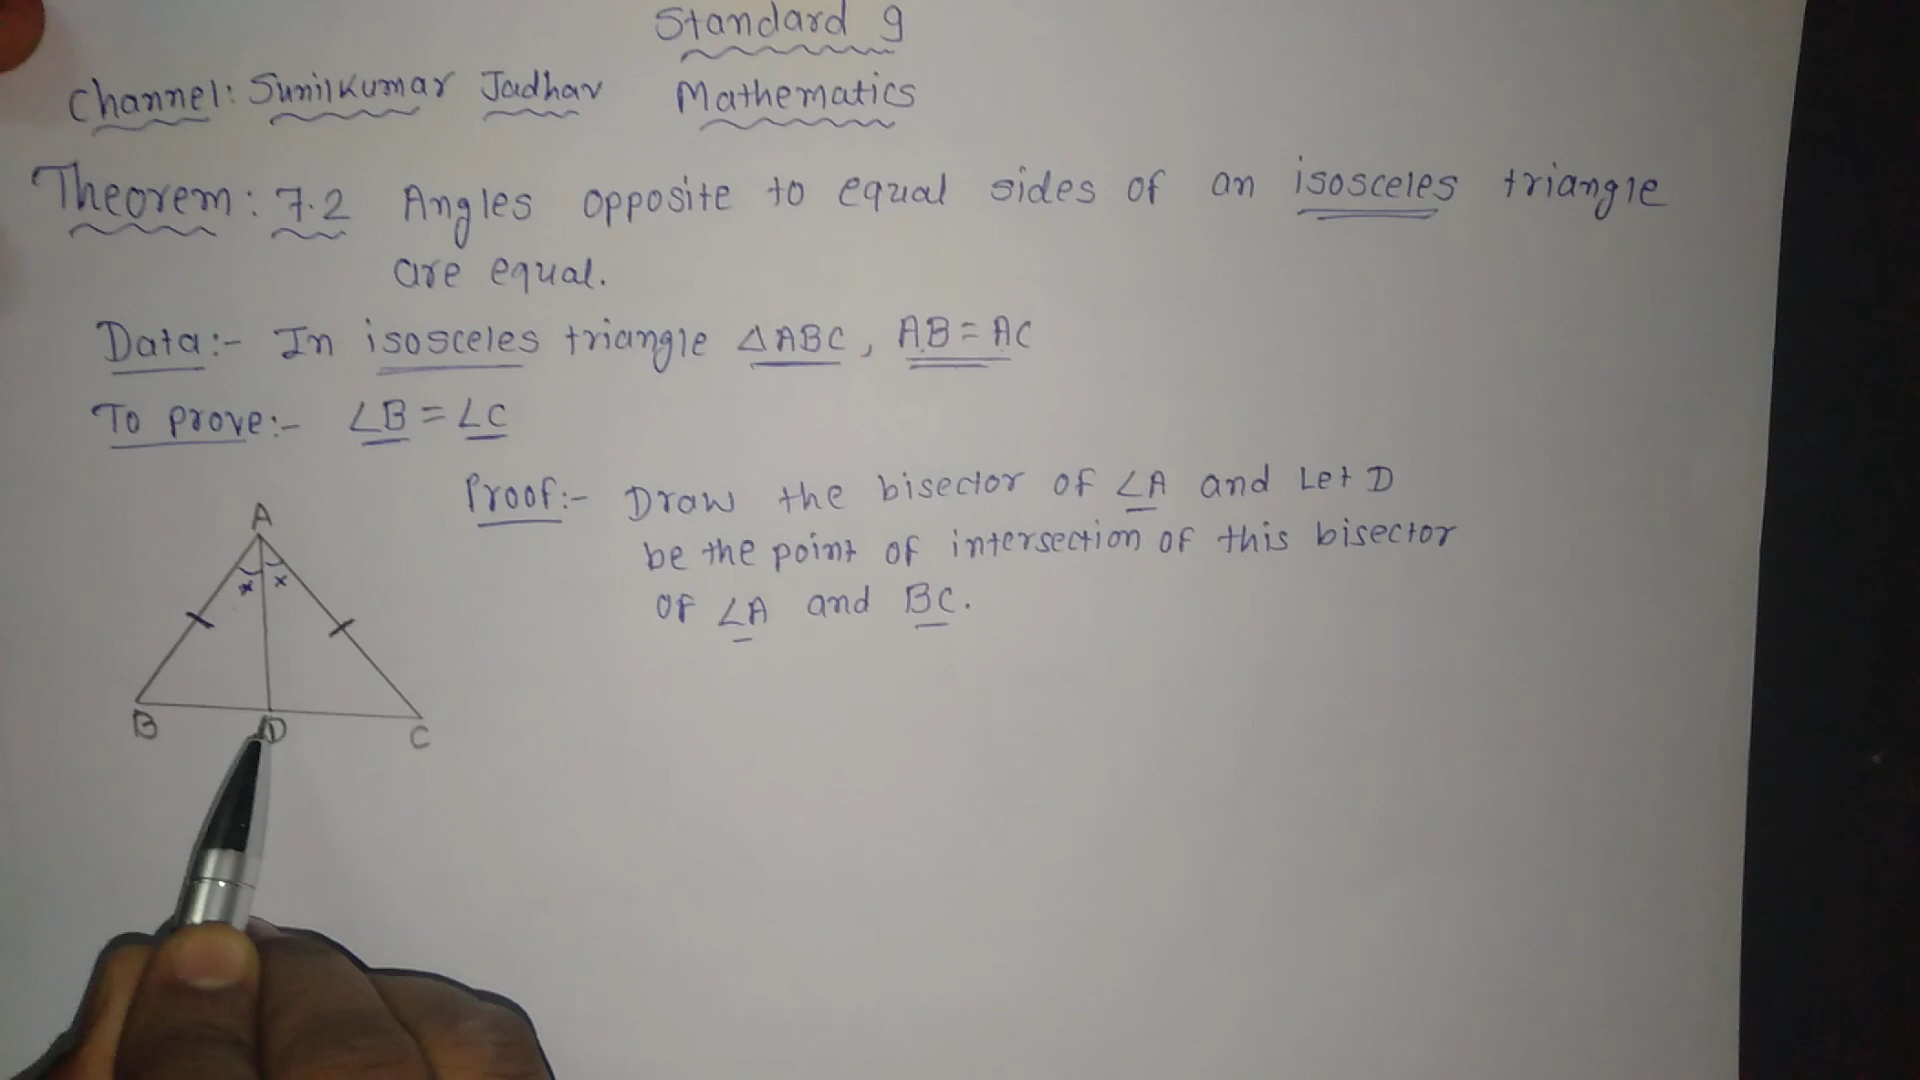 Standard 9
Channel: Sunilkumar Jadhav Mathematics
Theorem: 7.2 Angles opposite to equal sides of an isosceles triangle
are equal.
Data:- In isosceles triangle △ABC, AB = AC
To prove:- ∠B = ∠C
Proof:- Draw the bisector of ∠A and Let D
be the point of intersection of this bisector
of ∠A and BC.
A
x x
B D C